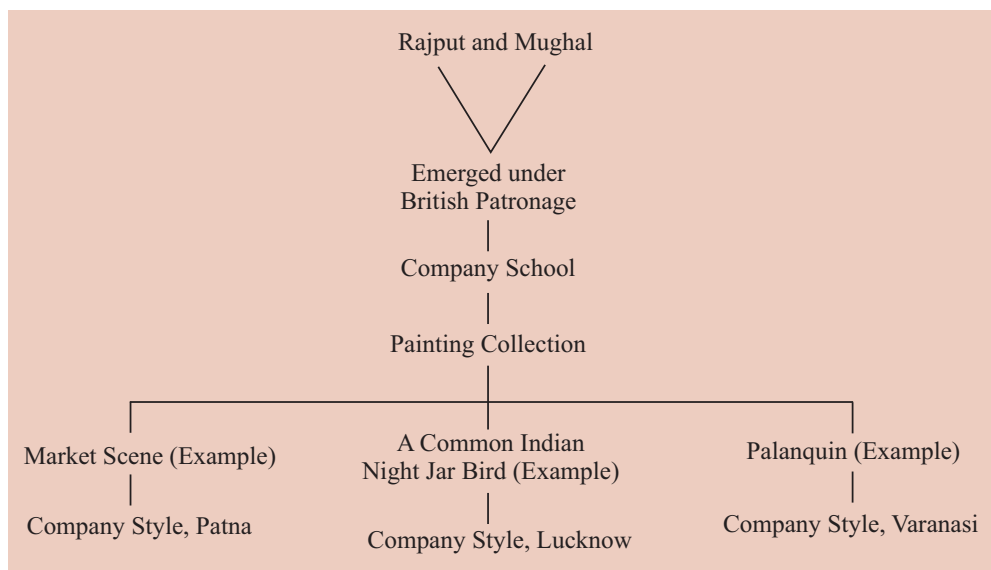 Rajput and Mughal
Emerged under
British Patronage
Company School
Painting Collection
Market Scene (Example)
Company Style, Patna
A Common Indian
Night Jar Bird (Example)
Company Style, Lucknow
Palanquin (Example)
Company Style, Varanasi